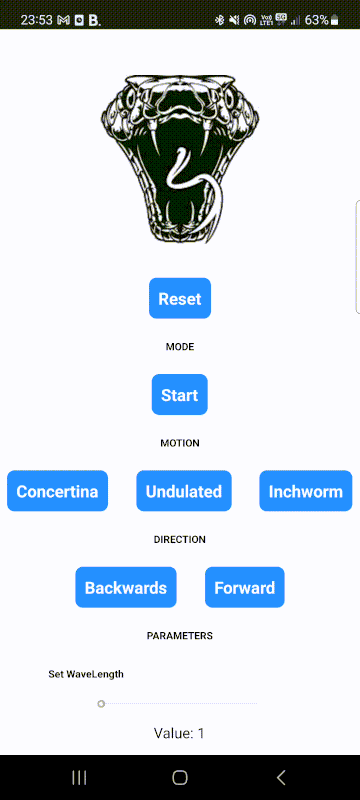 23:53 63%
Reset
MODE
Start
MOTION
Concertina Undulated Inchworm
DIRECTION
Backwards Forward
PARAMETERS
Set WaveLength
Value: 1